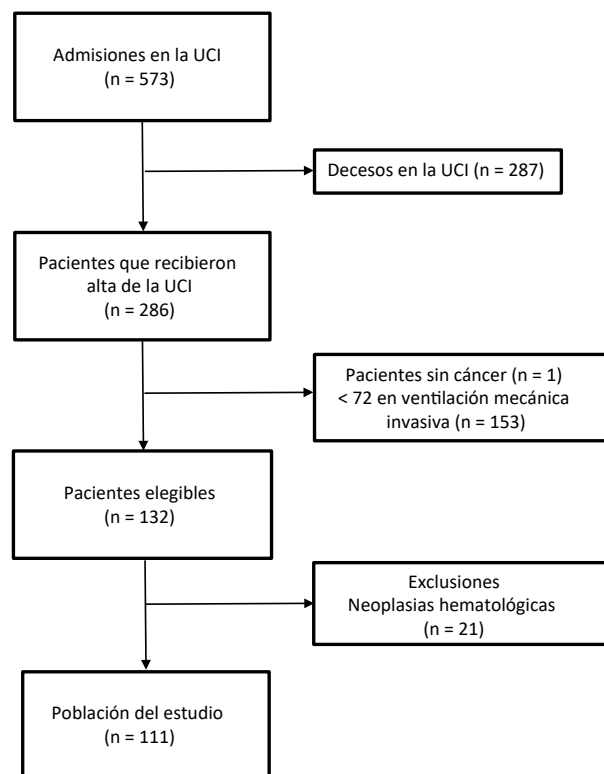 Admisiones en la UCI
(n = 573)
Decesos en la UCI (n = 287)
Pacientes que recibieron
alta de la UCI
(n = 286)
Pacientes sin cáncer (n = 1)
< 72 en ventilación mecánica
invasiva (n = 153)
Pacientes elegibles
(n = 132)
Exclusiones
Neoplasias hematológicas
(n = 21)
Población del estudio
(n = 111)